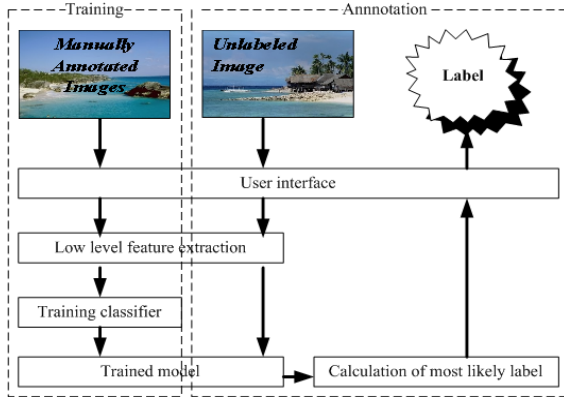 Training
Annnotation
Manually
Annotated
Images
Unlabeled
Image
Label
User interface
Low level feature extraction
Training classifier
Trained model
Calculation of most likely label